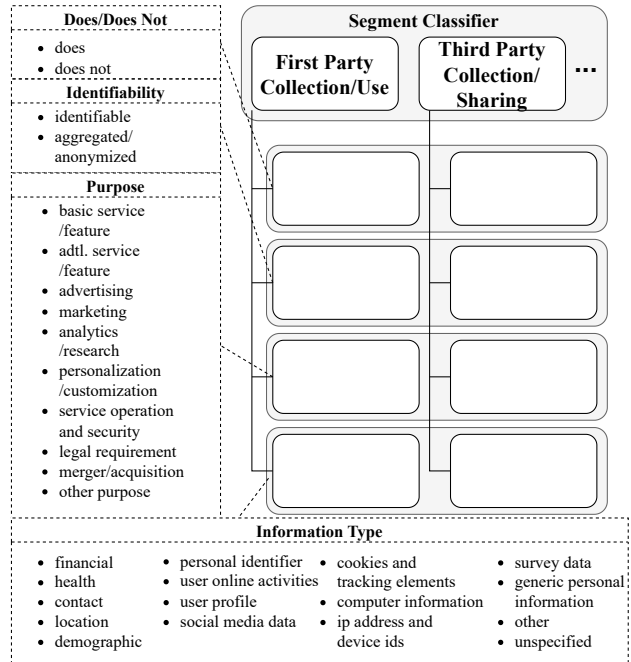 Does/Does Not
• does
• does not
Identifiability
• identifiable
• aggregated/
anonymized
Purpose
• basic service
/feature
• adtl. service
/feature
• advertising
• marketing
• analytics
/research
• personalization
/customization
• service operation
and security
• legal requirement
• merger/acquisition
• other purpose
Segment Classifier
First Party
Collection/Use
Third Party
Collection/
Sharing
...
Information Type
• financial
• health
• contact
• location
• demographic
• personal identifier
• user online activities
• user profile
• social media data
• cookies and
tracking elements
• computer information
• ip address and
device ids
• survey data
• generic personal
information
• other
• unspecified